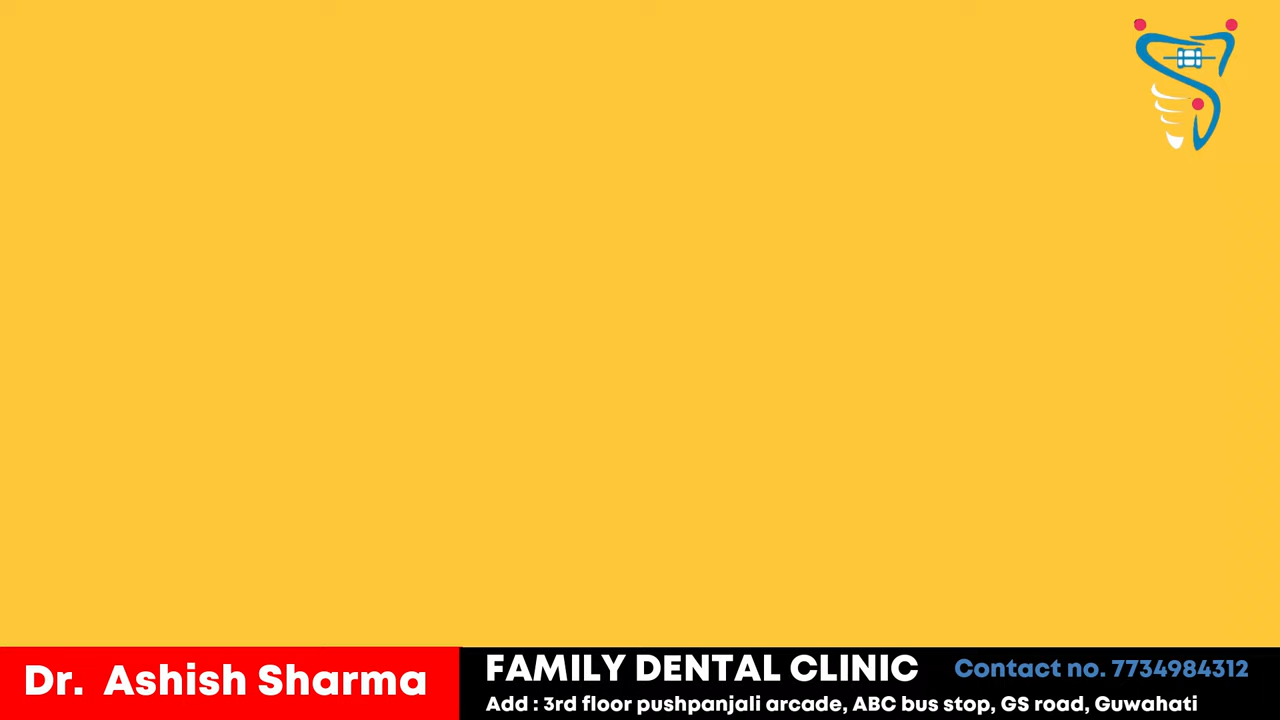 Dr. Ashish Sharma
FAMILY DENTAL CLINIC
Contact no. 7734984312
Add : 3rd floor pushpanjali arcade, ABC bus stop, GS road, Guwahati